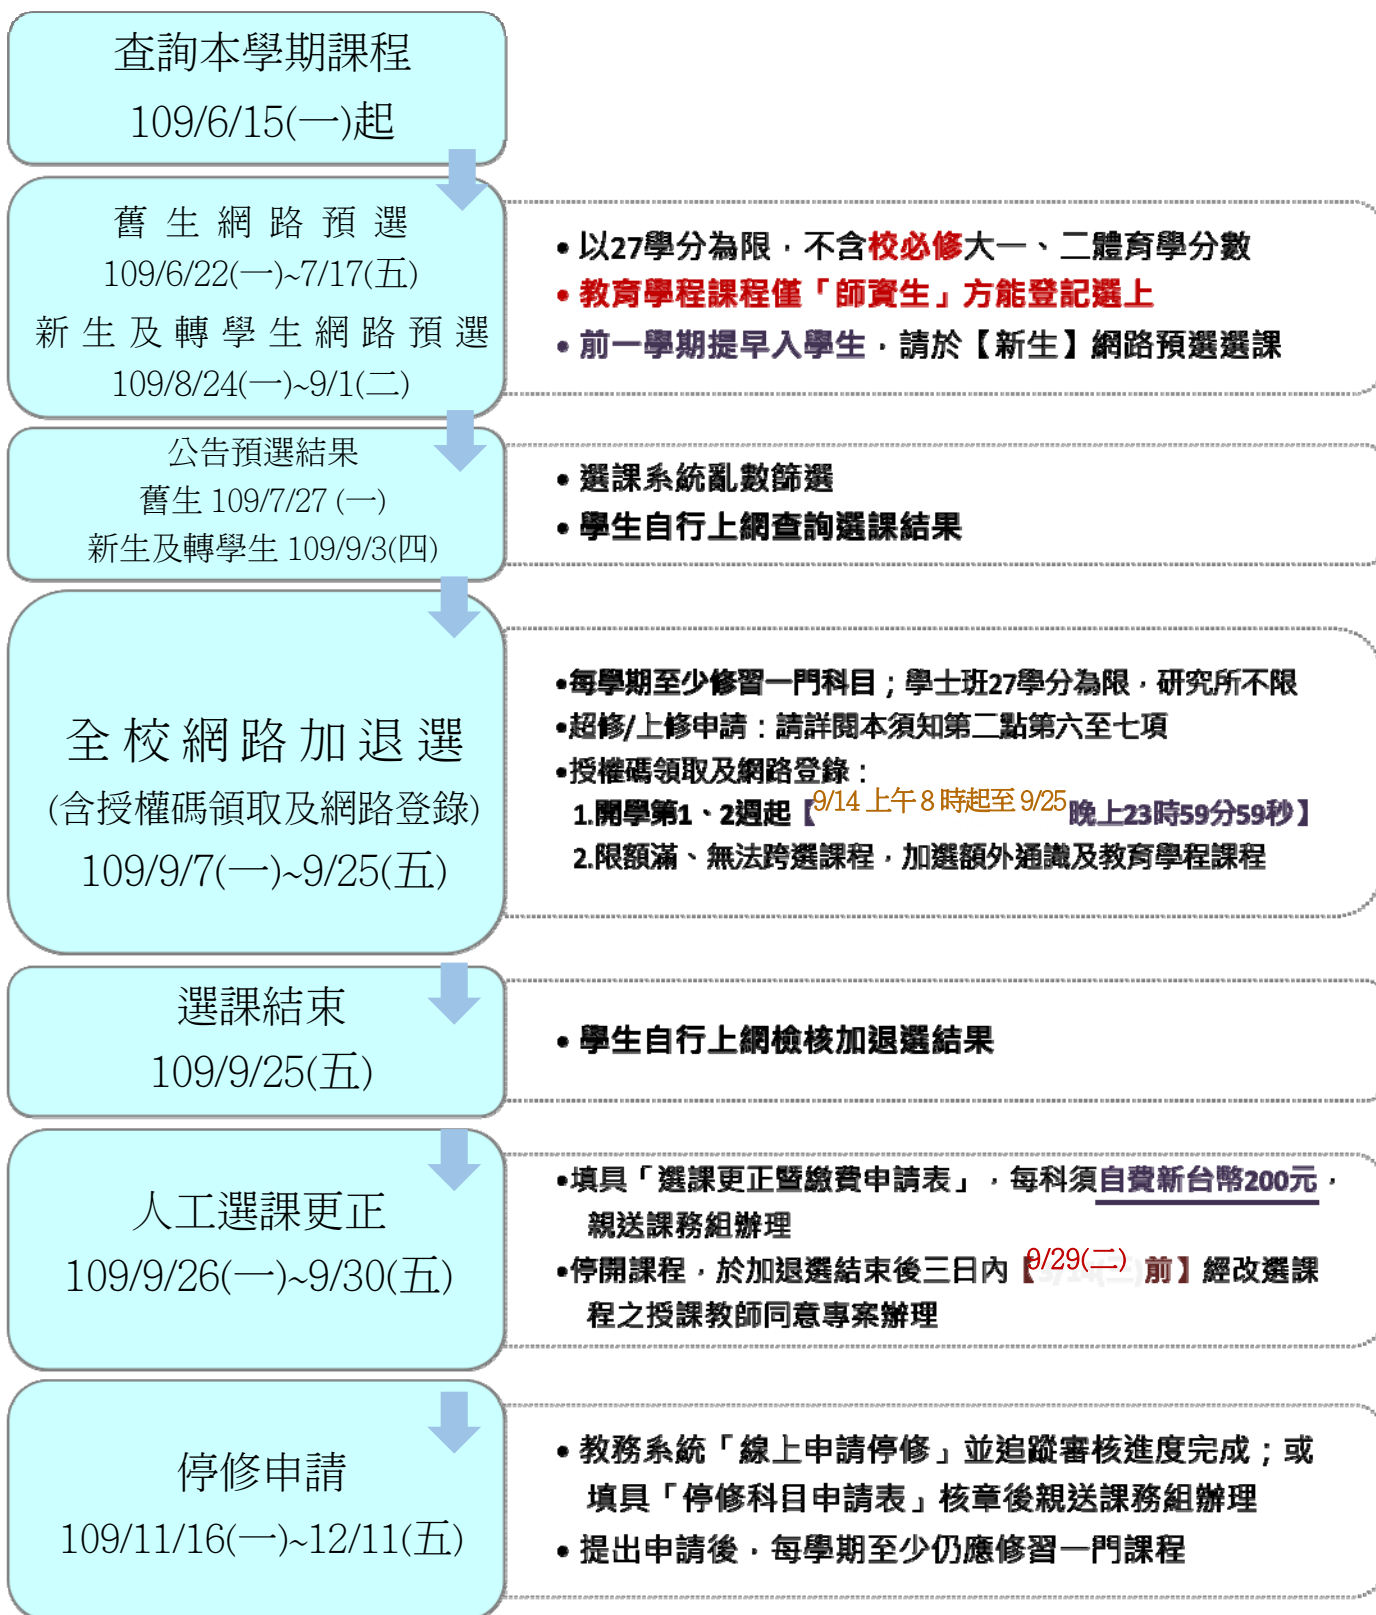 查詢本學期課程
109/6/15(一)起
舊生網路預選
109/6/22(一)~7/17(五)
新生及轉學生網路預選
109/8/24(一)~9/1(二)
• 以27學分為限，不含校必修大一、二體育學分數
• 教育學程課程僅「師資生」方能登記選上
• 前一學期提早入學生，請於【新生】網路預選選課
公告預選結果
舊生 109/7/27 (一)
新生及轉學生 109/9/3(四)
• 選課系統亂數篩選
• 學生自行上網查詢選課結果
全校網路加退選
(含授權碼領取及網路登錄)
109/9/7(一)~9/25(五)
•每學期至少修習一門科目；學士班27學分為限，研究所不限
•超修/上修申請：請詳閱本須知第二點第六至七項
•授權碼領取及網路登錄：
1.開學第1、2週起【9/14 上午 8 時起至 9/25 晚上23時59分59秒】
2.限額滿、無法跨選課程，加選額外通識及教育學程課程
選課結束
109/9/25(五)
• 學生自行上網檢核加退選結果
人工選課更正
109/9/26(一)~9/30(五)
•填具「選課更正暨繳費申請表」，每科須自費新台幣200元，
親送課務組辦理
•停開課程，於加退選結束後三日內【9/29(二) 前】經改選課
程之授課教師同意專案辦理
停修申請
109/11/16(一)~12/11(五)
• 教務系統「線上申請停修」並追蹤審核進度完成；或
填具「停修科目申請表」核章後親送課務組辦理
• 提出申請後，每學期至少仍應修習一門課程